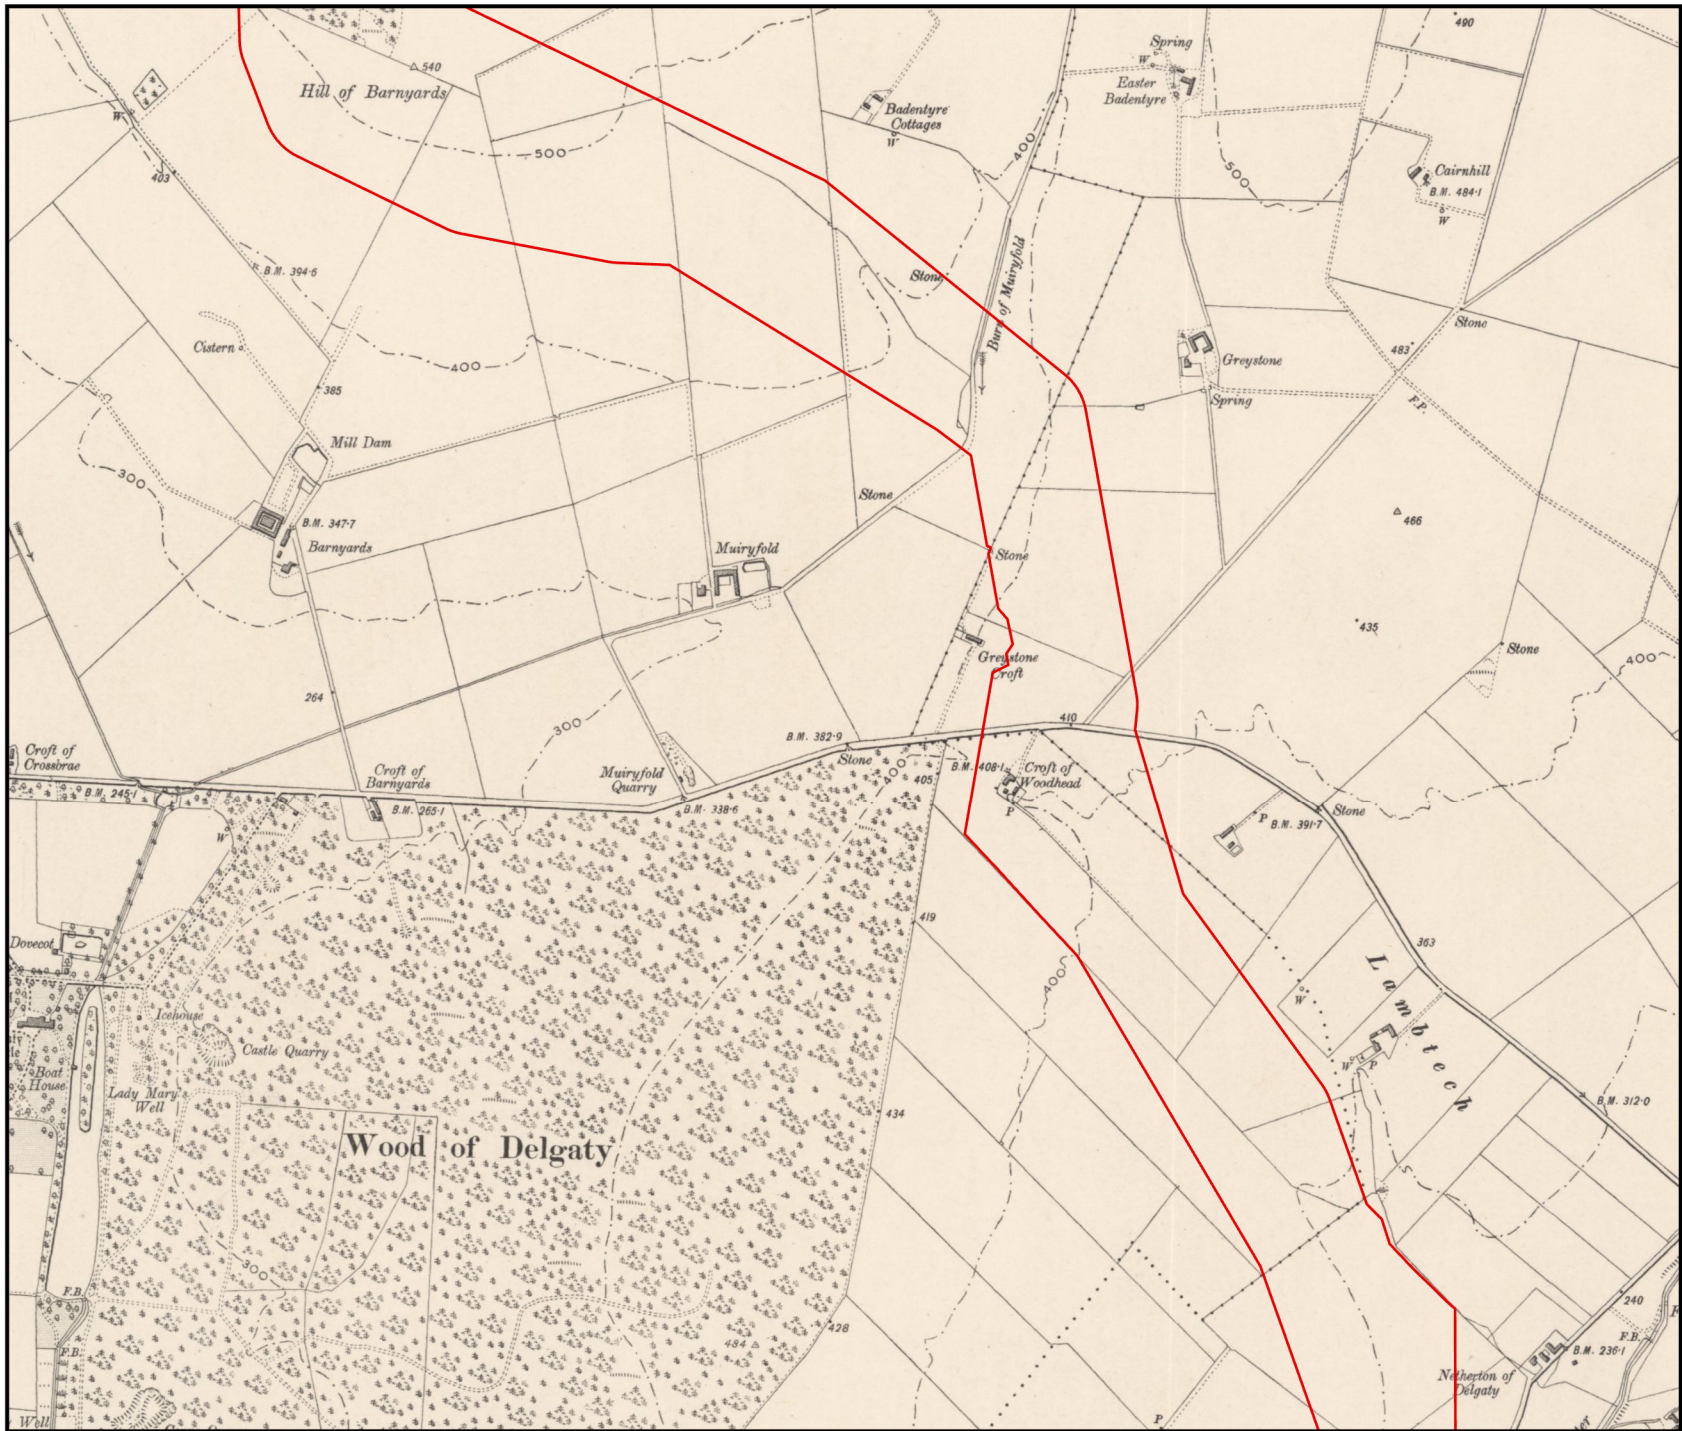 490
Spring
W
540
Easter
Badentyre
Hill of Barnyards
Badentyre
Cottages
W
W
400
500
500
403
Cairnhill
B.M. 484·1
W
B.M. 394·6
Stone
Burn of Muiryfold
Cistern
Stone
483
Greystone
400
385
Spring
F.P.
Mill Dam
300
Stone
466
B.M. 347·7
Barnyards
Muiryfold
Stone
435
Greystone
Croft
Stone
400
264
300
410
B.M. 382·9
Croft of
Crossbrae
Croft of
Barnyards
Muiryfold
Quarry
Stone
400
405
B.M. 408·1
Croft of
Woodhead
P
B.M. 245·1
B.M. 265·1
B.M. 338·6
P
B.M. 391·7
Stone
W
419
Dovecot
363
Lambtech
400
W
Icehouse
Castle Quarry
Boat
House
Lady Mary's
Well
W
P
B.M. 312·0
434
Wood of Delgaty
300
F.B.
240
428
F.B.
F.B.
484
B.M. 236·1
Netherton of
Delgaty
Well
P